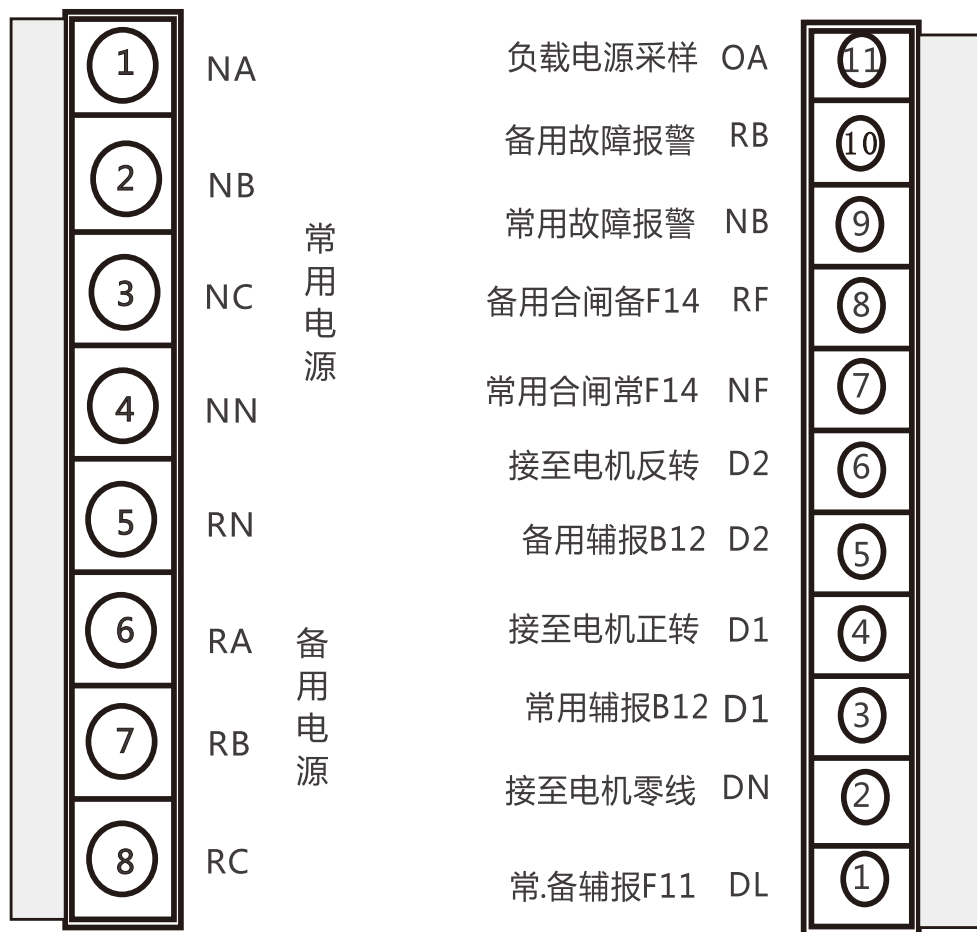 1 NA
2 NB
3 NC
4 NN
常用电源
5 RN
6 RA
7 RB
8 RC
备用电源
负载电源采样 OA 11
备用故障报警 RB 10
常用故障报警 NB 9
备用合闸备F14 RF 8
常用合闸常F14 NF 7
接至电机反转 D2 6
备用辅报B12 D2 5
接至电机正转 D1 4
常用辅报B12 D1 3
接至电机零线 DN 2
常.备辅报F11 DL 1